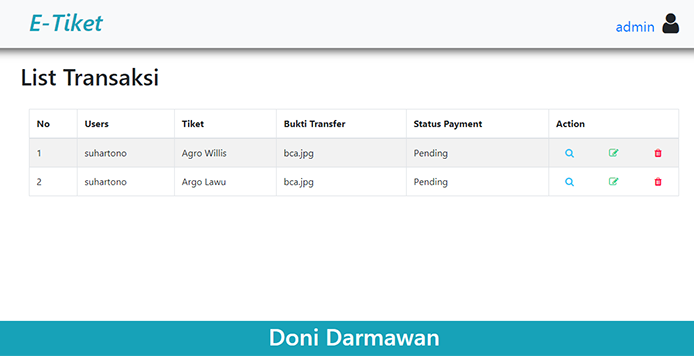 E-Tiket
admin
List Transaksi
No Users Tiket Bukti Transfer Status Payment Action
1 suhartono Agro Willis bca.jpg Pending
2 suhartono Argo Lawu bca.jpg Pending
Doni Darmawan